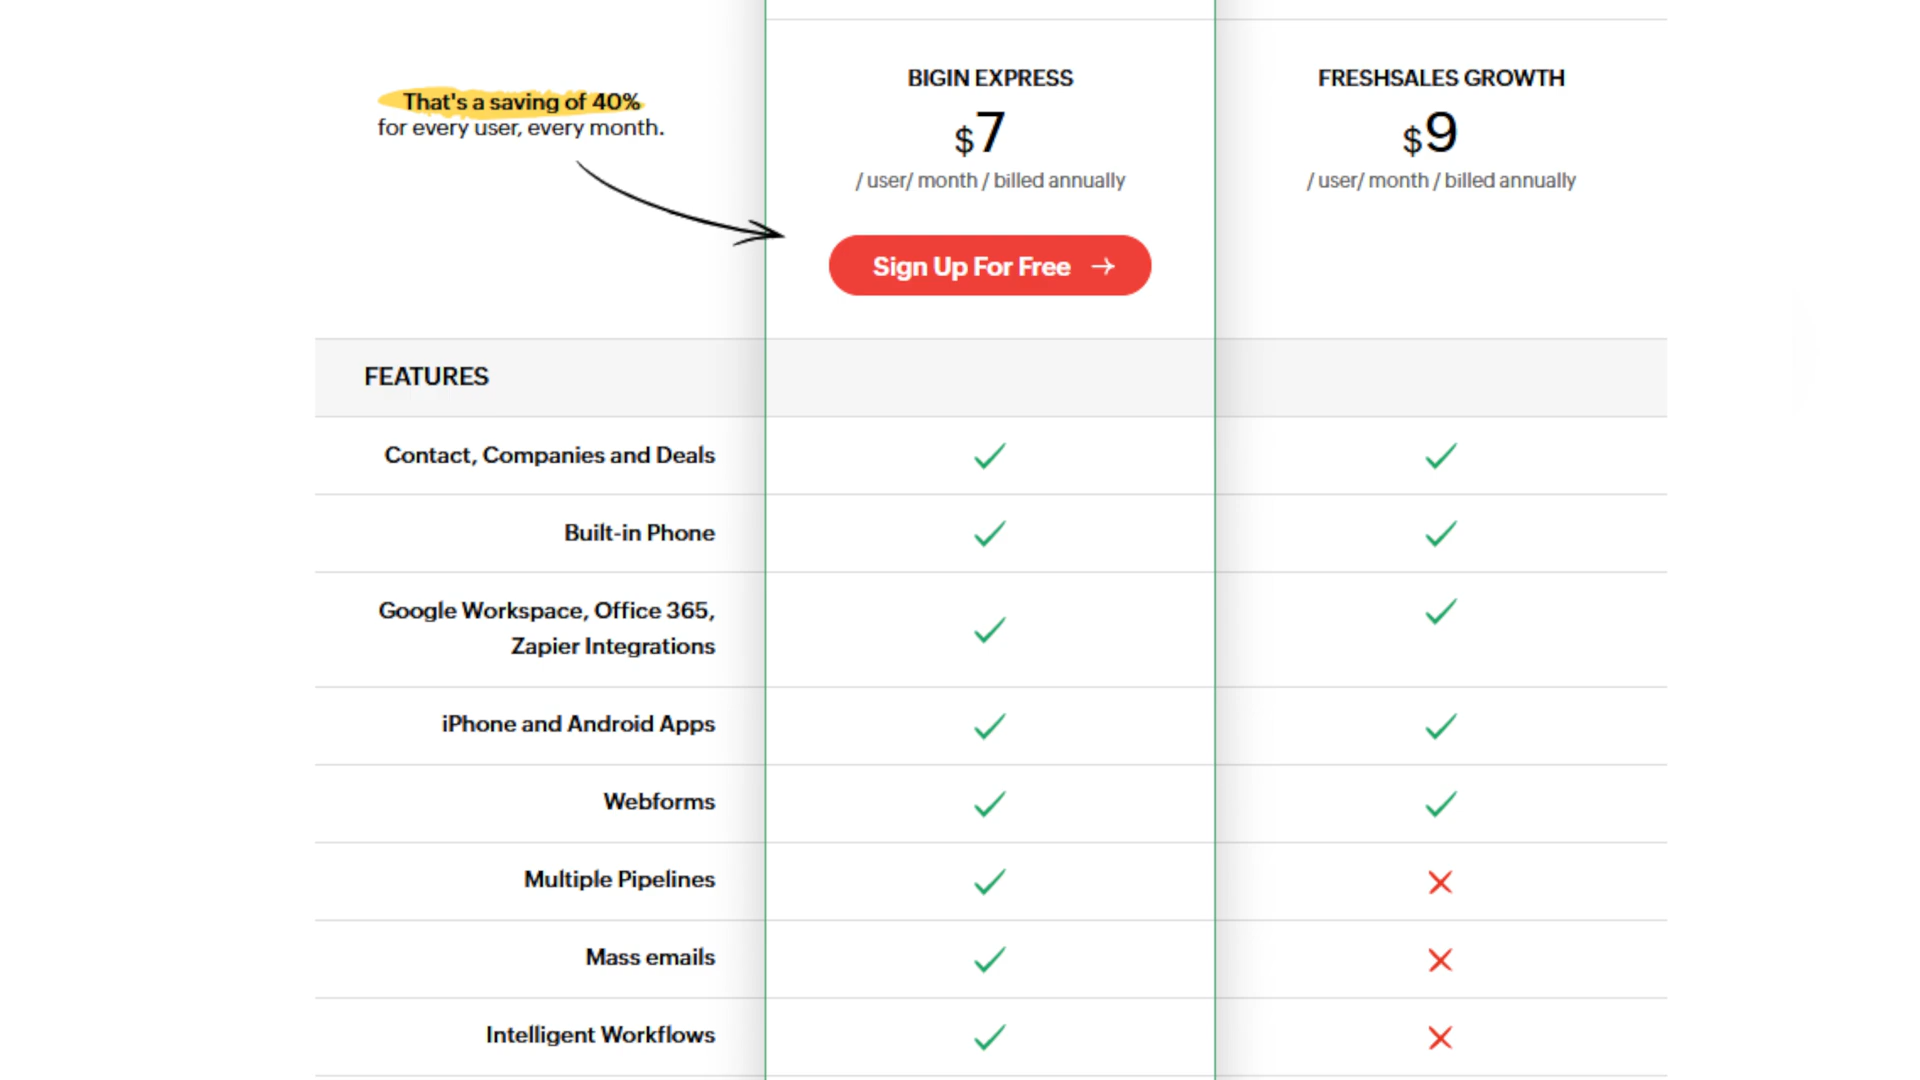 That's a saving of 40%
for every user, every month.
BIGIN EXPRESS
$7
/ user/ month / billed annually
Sign Up For Free →
FRESHSALES GROWTH
$9
/ user/ month / billed annually
FEATURES
Contact, Companies and Deals
Built-in Phone
Google Workspace, Office 365,
Zapier Integrations
iPhone and Android Apps
Webforms
Multiple Pipelines
Mass emails
Intelligent Workflows